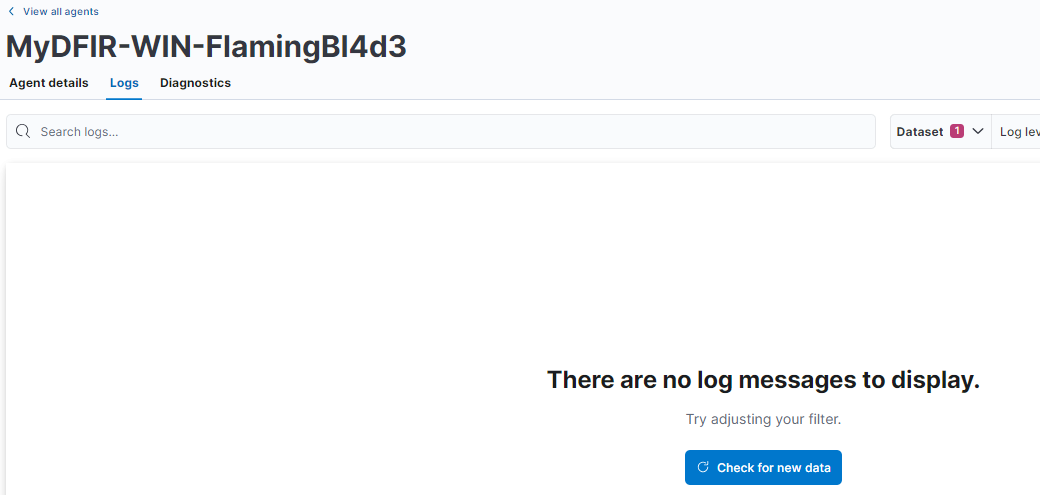 View all agents
MyDFIR-WIN-FlamingBl4d3
Agent details Logs Diagnostics
Search logs... Dataset 1 Log lev
There are no log messages to display.
Try adjusting your filter.
Check for new data